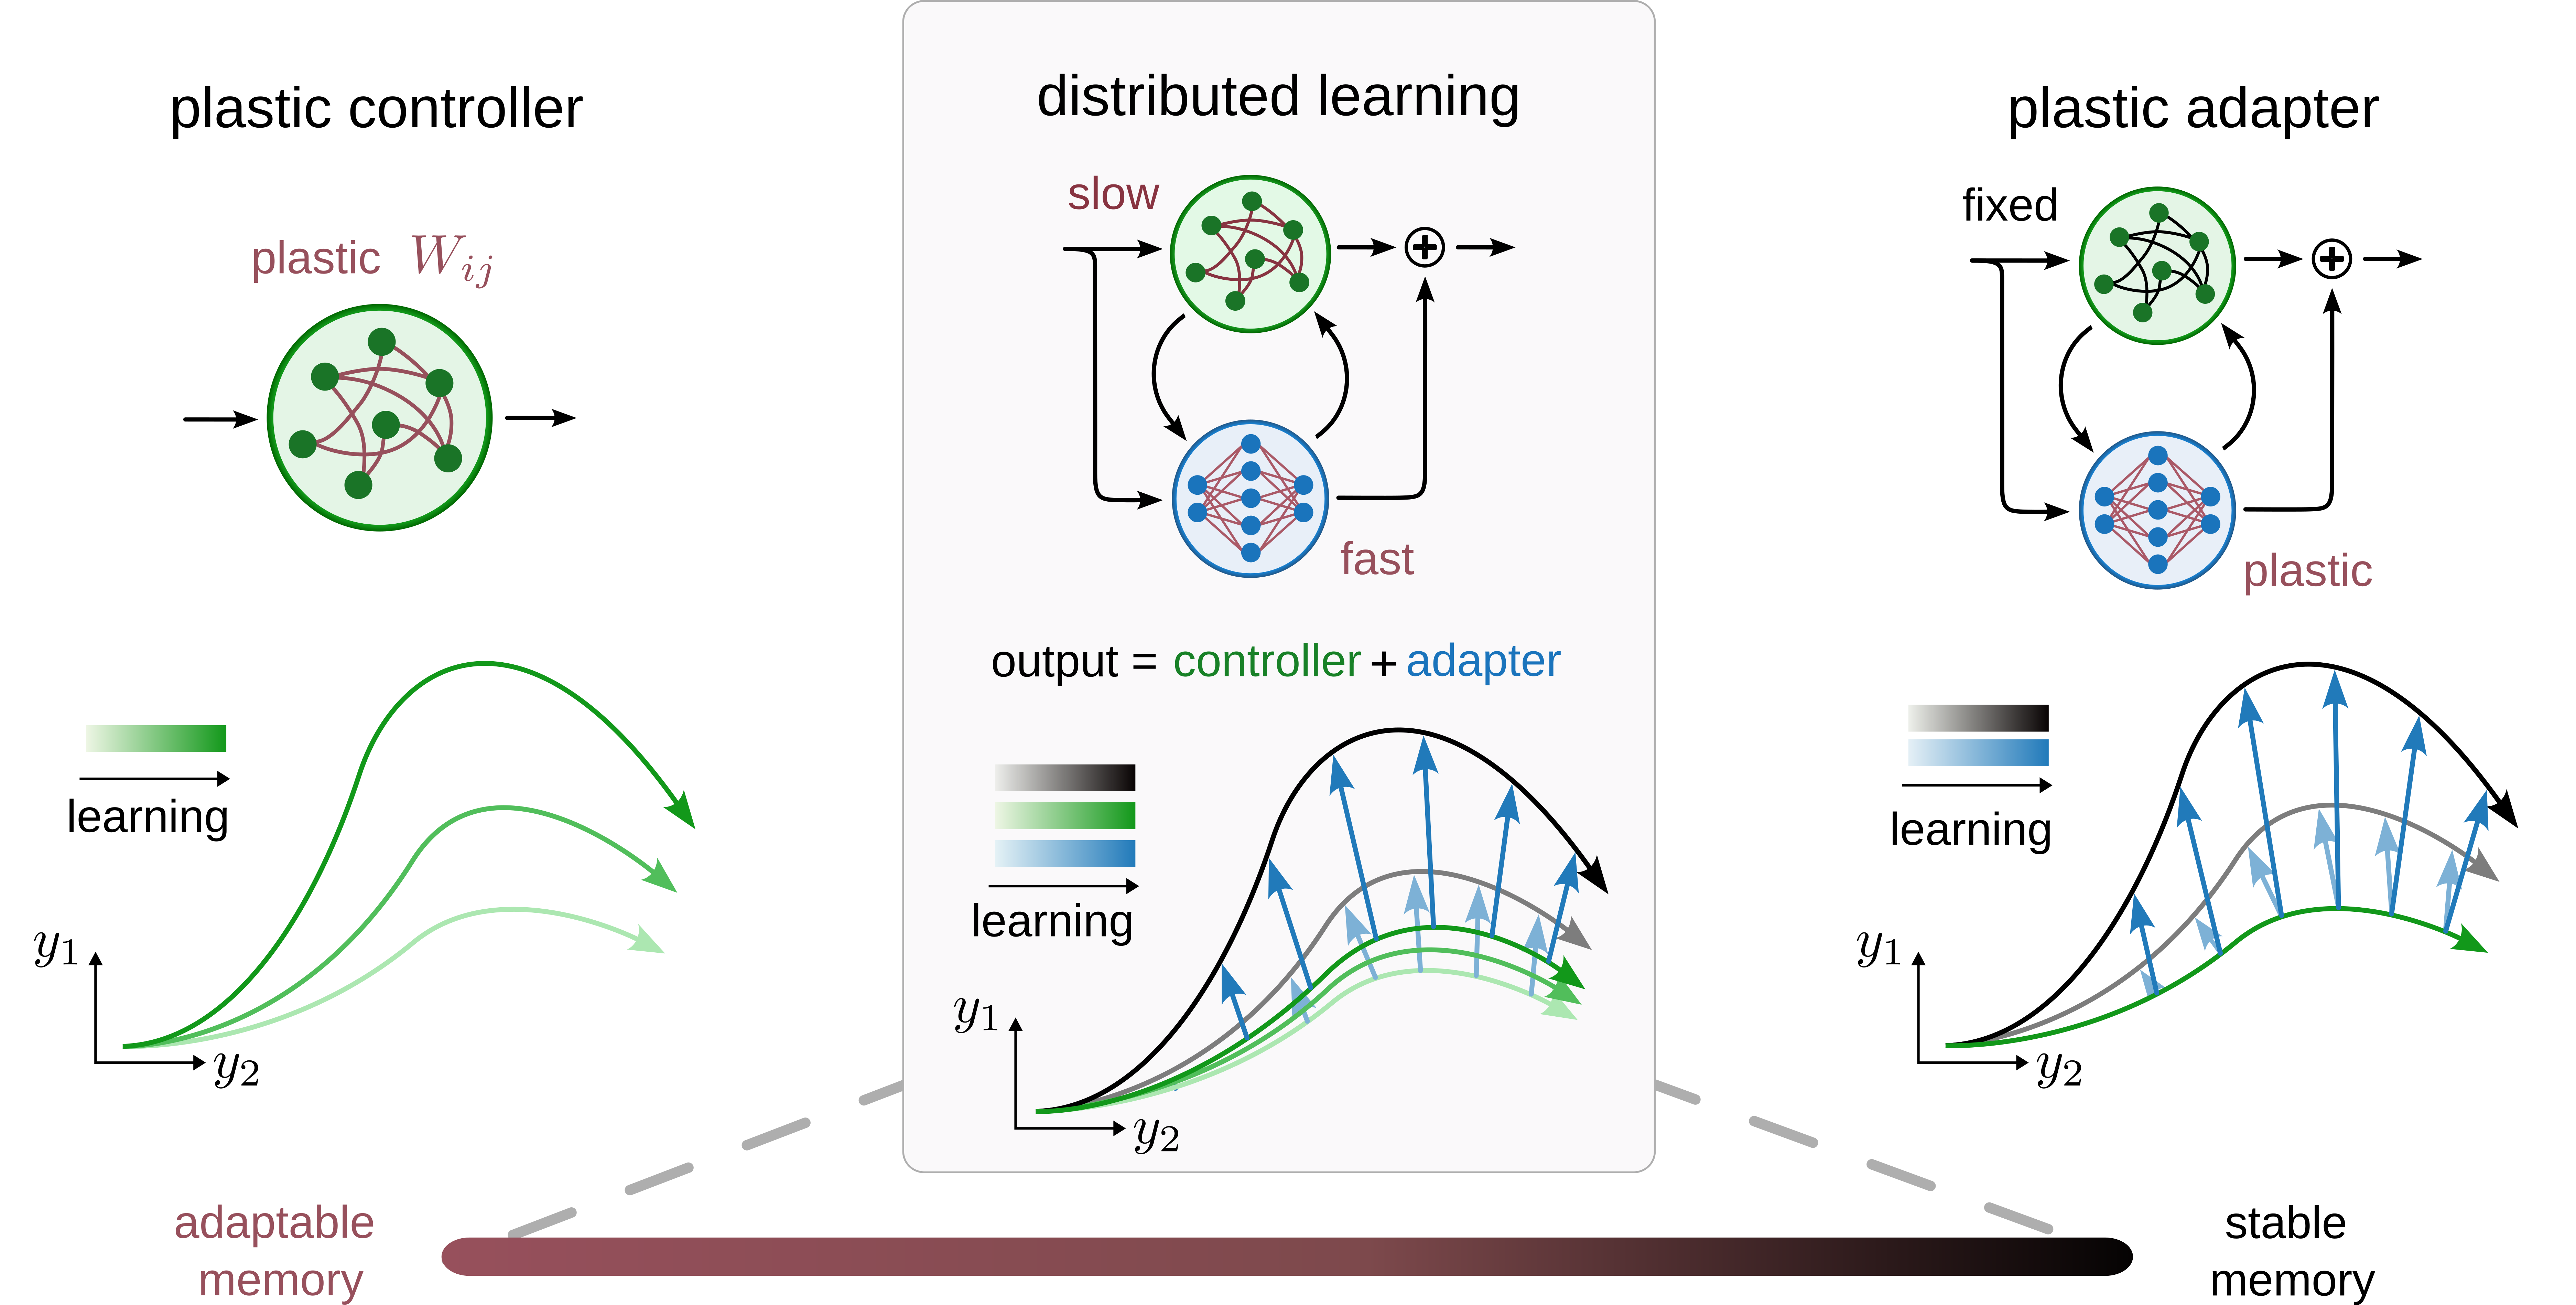 plastic controller
plastic W_{ij}
learning
y_1
y_2
distributed learning
slow
fast
output = controller + adapter
learning
y_1
y_2
plastic adapter
fixed
plastic
learning
y_1
y_2
adaptable
memory
stable
memory